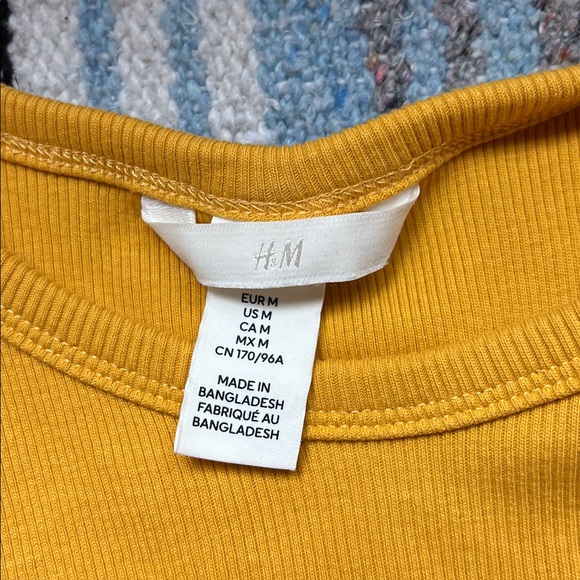 H&M
EUR M
US M
CA M
MX M
CN 170/96A
MADE IN
BANGLADESH
FABRIQUÉ AU
BANGLADESH